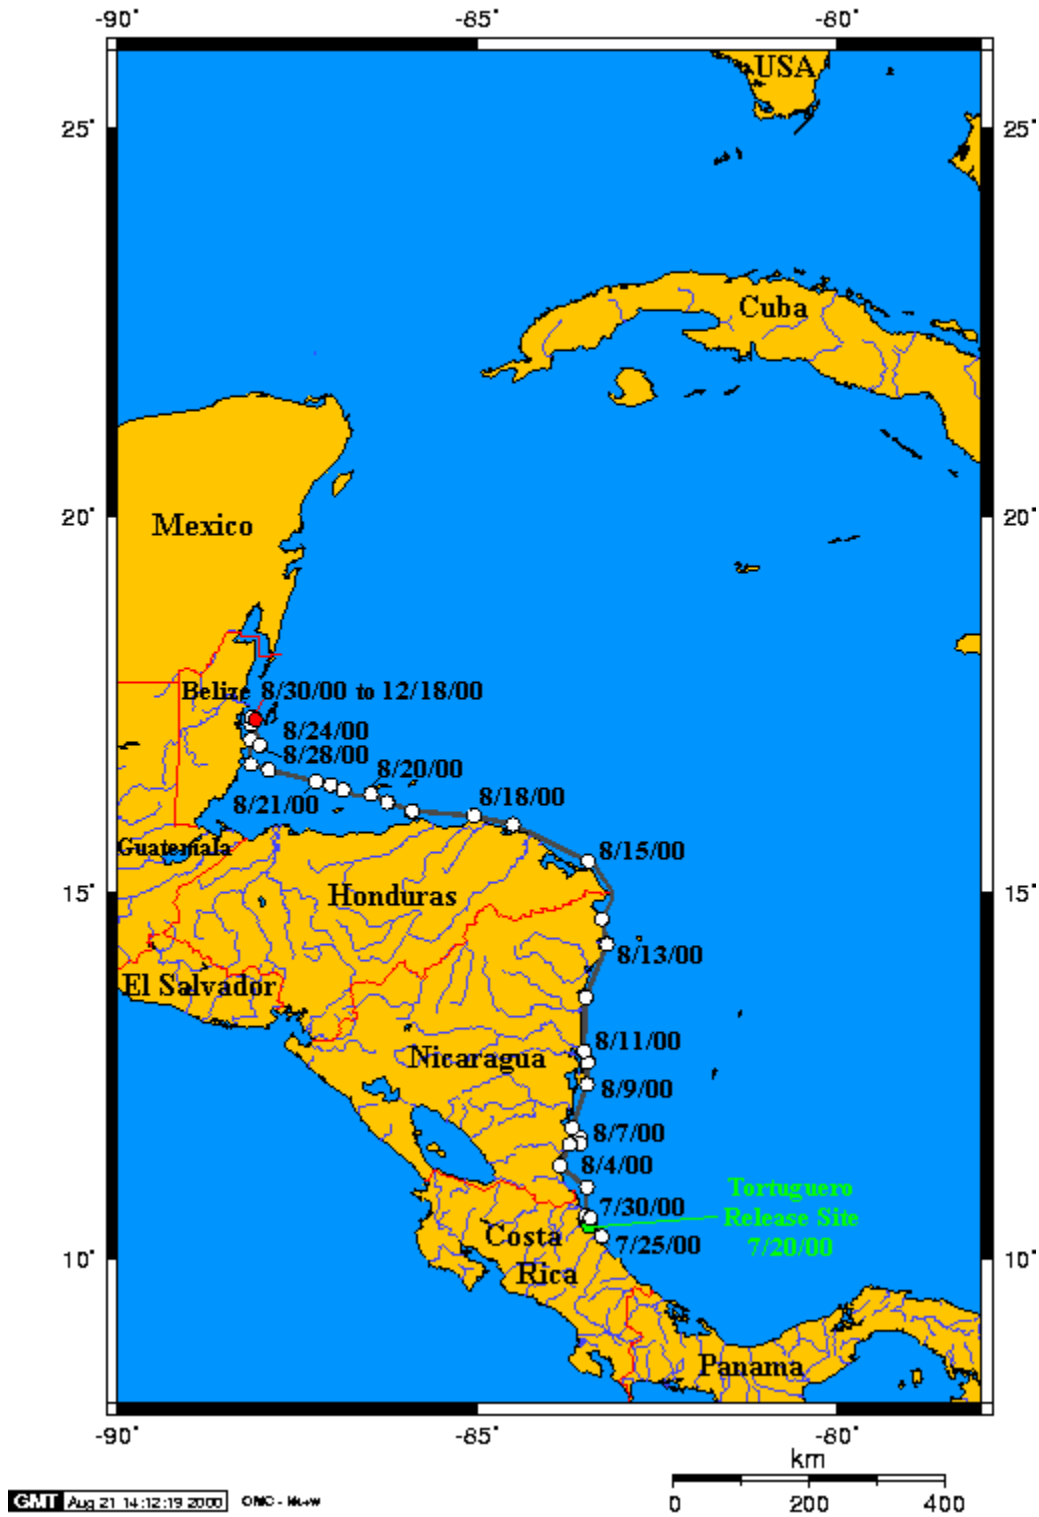 -90° -85° -80°
USA
25° 25°
Cuba
20° 20°
Mexico
Belize 8/30/00 to 12/18/00
8/24/00
8/28/00
8/20/00
8/21/00
8/18/00
Guatemala
8/15/00
15° 15°
Honduras
8/13/00
El Salvador
8/11/00
Nicaragua
8/9/00
8/7/00
8/4/00
Tortuguero
7/30/00
Release Site
Costa
7/25/00
7/20/00
10° 10°
Rica
Panama
-90° -85° -80°
km
0 200 400
GMT Aug 21 14:12:19 2000